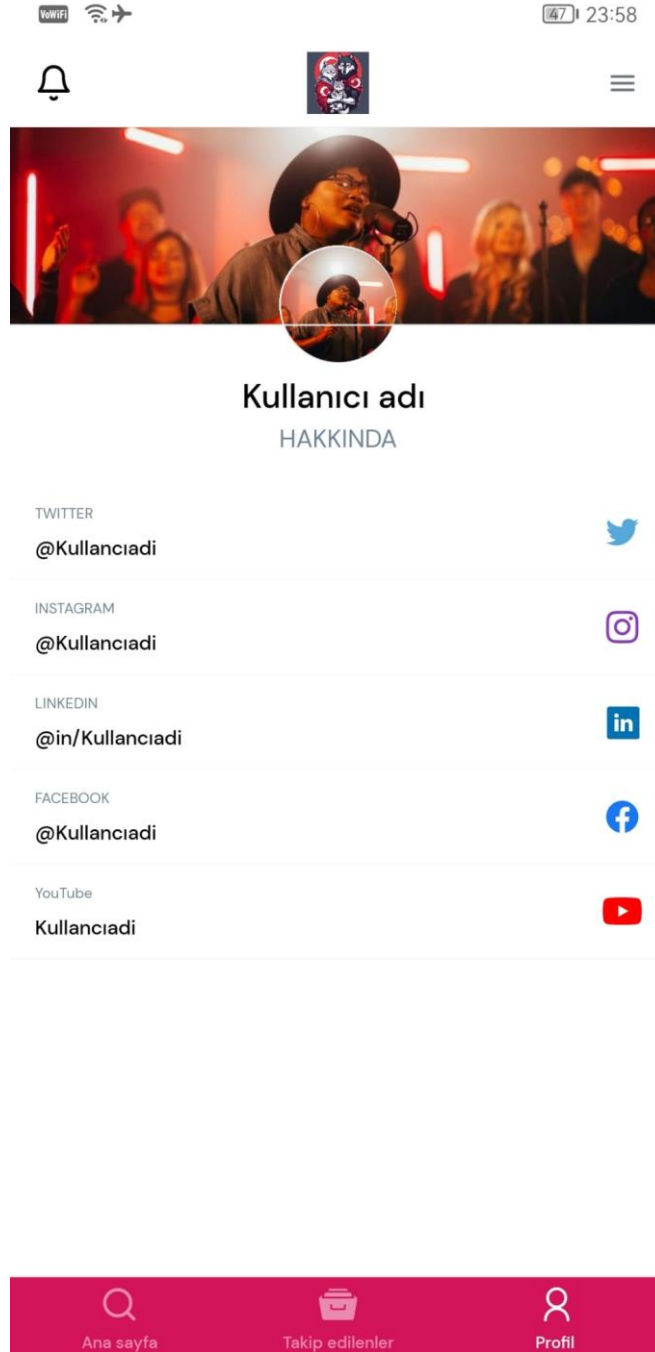 VoWiFi
47 23:58
Kullanıcı adı
HAKKINDA
TWITTER
@Kullancıadi
INSTAGRAM
@Kullancıadi
LINKEDIN
@in/Kullancıadi
in
FACEBOOK
@Kullancıadi
YouTube
Kullancıadi
Ana sayfa
Takip edilenler
Profil